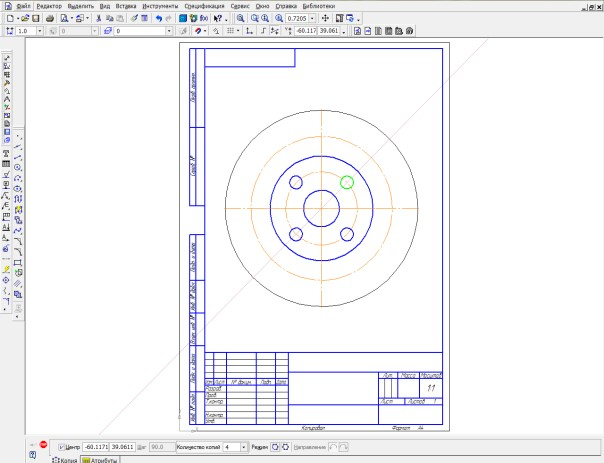 Файл Редактор Выделить Вид Вставка Инструменты Спецификация Сервис Окно Справка Библиотеки
0.7205
1.0 0 0 -60.117 39.061
Перв. примен.
Справ. №
Подп. и дата
Инв. № дубл.
Взам. инв. №
Подп. и дата
Инв. № подл.
Лит. Масса Масштаб
1:1
Изм. Лист № докум. Подп. Дата
Разраб.
Пров.
Т.контр.
Лист Листов 1
Н.контр.
Утв.
Копировал Формат A4
Центр -60.1171 39.0611 Шаг 90.0 Количество копий 4 Режим Направление
Копия Атрибуты